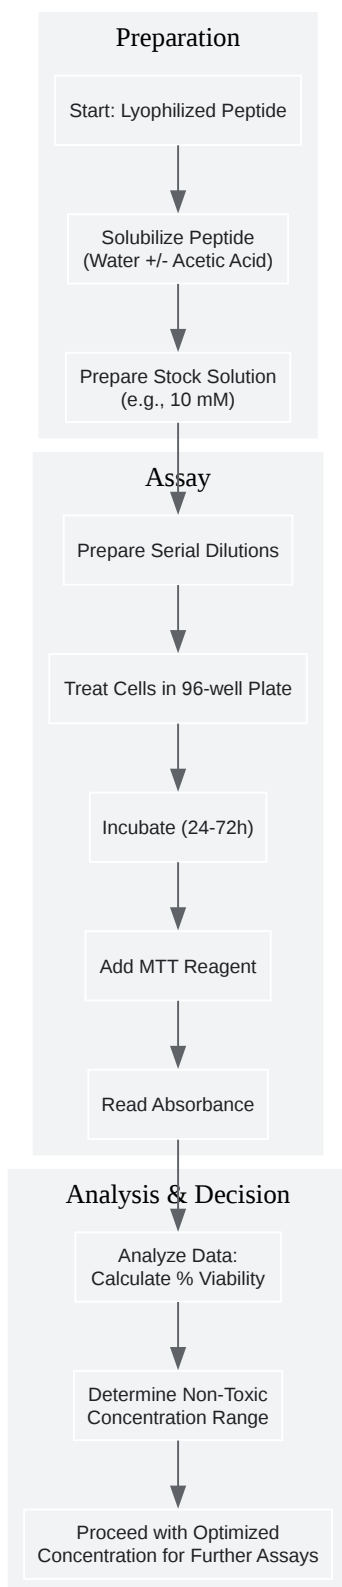 Preparation
Start: Lyophilized Peptide
Solubilize Peptide
(Water +/- Acetic Acid)
Prepare Stock Solution
(e.g., 10 mM)
Assay
Prepare Serial Dilutions
Treat Cells in 96-well Plate
Incubate (24-72h)
Add MTT Reagent
Read Absorbance
Analysis & Decision
Analyze Data:
Calculate % Viability
Determine Non-Toxic
Concentration Range
Proceed with Optimized
Concentration for Further Assays